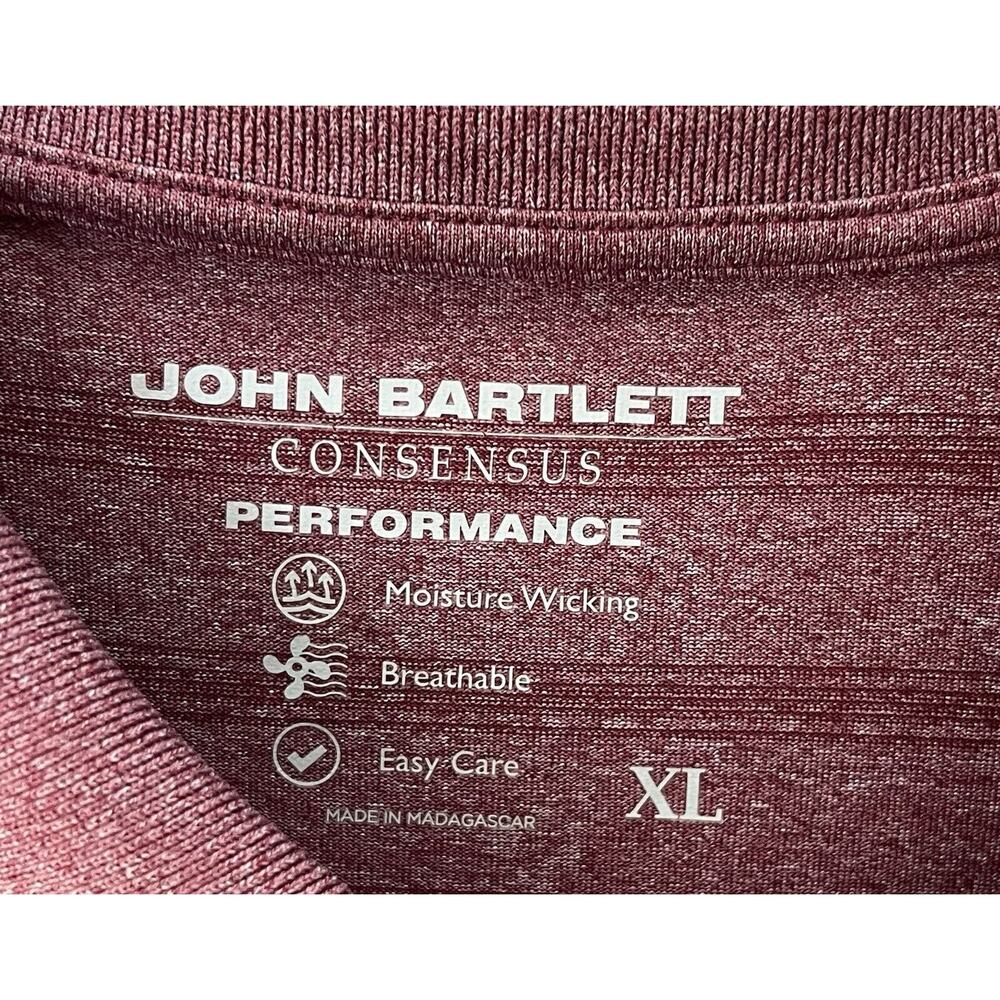 JOHN BARTLETT
CONSENSUS
PERFORMANCE
Moisture Wicking
Breathable
Easy Care
XL
MADE IN MADAGASCAR